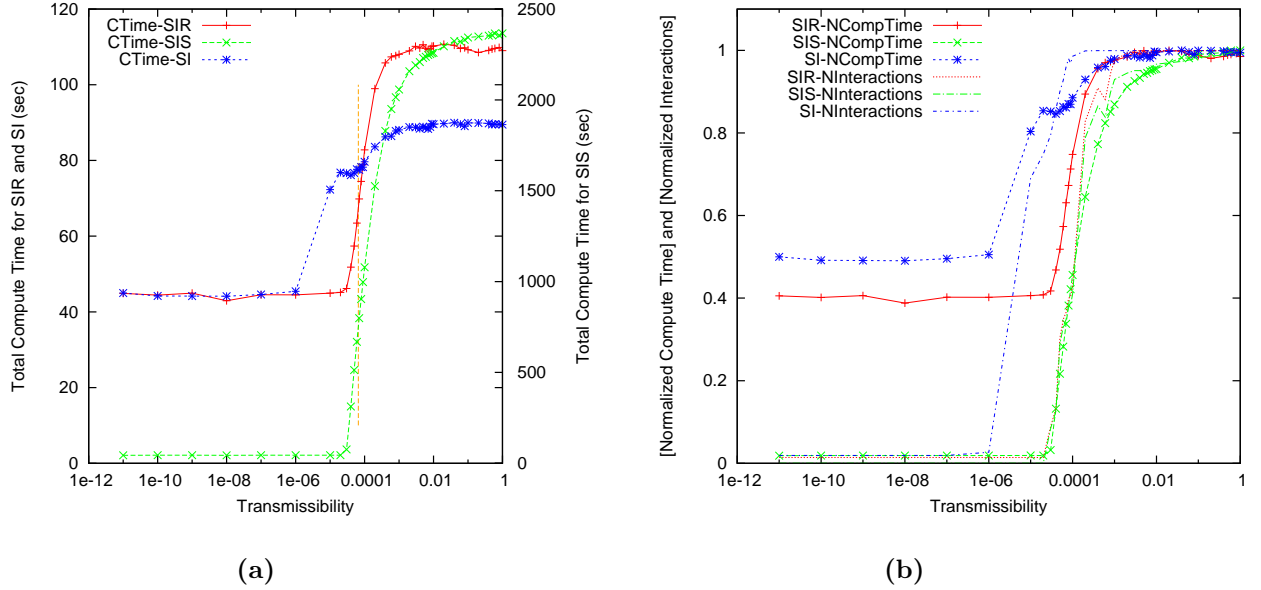 CTime-SIR
CTime-SIS
CTime-SI
Total Compute Time for SIR and SI (sec)
120
100
80
60
40
20
0
2500
2000
1500
1000
500
0
Total Compute Time for SIS (sec)
1e-12
1e-10
1e-08
1e-06
0.0001
0.01
1
Transmissibility
(a)
SIR-NCompTime
SIS-NCompTime
SI-NCompTime
SIR-NInteractions
SIS-NInteractions
SI-NInteractions
[Normalized Compute Time] and [Normalized Interactions]
1
0.8
0.6
0.4
0.2
0
1e-12
1e-10
1e-08
1e-06
0.0001
0.01
1
Transmissibility
(b)